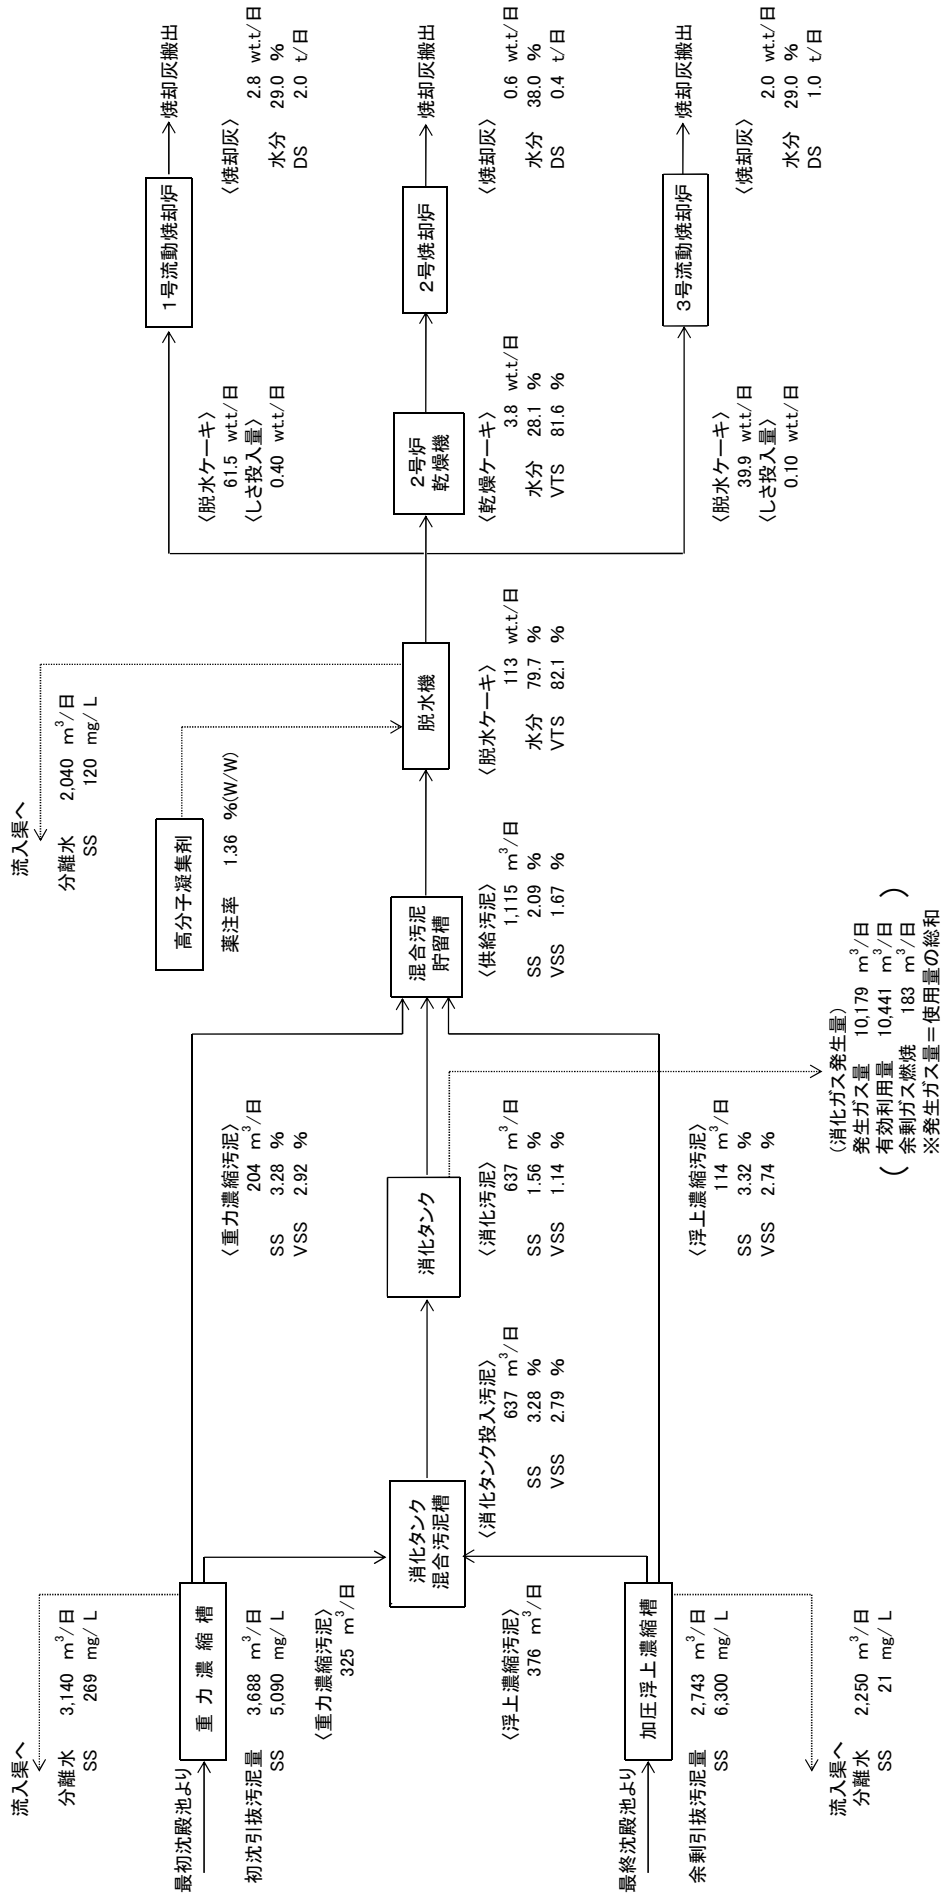 流入渠へ
分離水 3,140 m³/日
SS 269 mg/L
最初沈殿池より
重力濃縮槽
初沈引抜汚泥量 3,688 m³/日
SS 5,090 mg/L
〈重力濃縮汚泥〉
325 m³/日
消化タンク
混合汚泥槽
〈浮上濃縮汚泥〉
376 m³/日
最終沈殿池より
加圧浮上濃縮槽
余剰引抜汚泥量 2,743 m³/日
SS 6,300 mg/L
流入渠へ
分離水 2,250 m³/日
SS 21 mg/L
〈消化タンク投入汚泥〉
637 m³/日
SS 3.28 %
VSS 2.79 %
〈重力濃縮汚泥〉
204 m³/日
SS 3.28 %
VSS 2.92 %
消化タンク
〈消化汚泥〉
637 m³/日
SS 1.56 %
VSS 1.14 %
〈浮上濃縮汚泥〉
114 m³/日
SS 3.32 %
VSS 2.74 %
(消化ガス発生量)
発生ガス量 10,179 m³/日
(有効利用量 10,441 m³/日
余剰ガス燃焼 183 m³/日)
※発生ガス量=使用量の総和
混合汚泥
貯留槽
〈供給汚泥〉
1,115 m³/日
SS 2.09 %
VSS 1.67 %
流入渠へ
分離水 2,040 m³/日
SS 120 mg/L
高分子凝集剤
薬注率 1.36 %(W/W)
脱水機
〈脱水ケーキ〉
113 wt.t/日
水分 79.7 %
VTS 82.1 %
〈脱水ケーキ〉
61.5 wt.t/日
〈しさ投入量〉
0.40 wt.t/日
2号炉
乾燥機
〈乾燥ケーキ〉
3.8 wt.t/日
水分 28.1 %
VTS 81.6 %
〈脱水ケーキ〉
39.9 wt.t/日
〈しさ投入量〉
0.10 wt.t/日
1号流動焼却炉
焼却灰搬出
〈焼却灰〉
2.8 wt.t/日
水分 29.0 %
DS 2.0 t/日
2号焼却炉
焼却灰搬出
〈焼却灰〉
0.6 wt.t/日
水分 38.0 %
DS 0.4 t/日
3号流動焼却炉
焼却灰搬出
〈焼却灰〉
2.0 wt.t/日
水分 29.0 %
DS 1.0 t/日